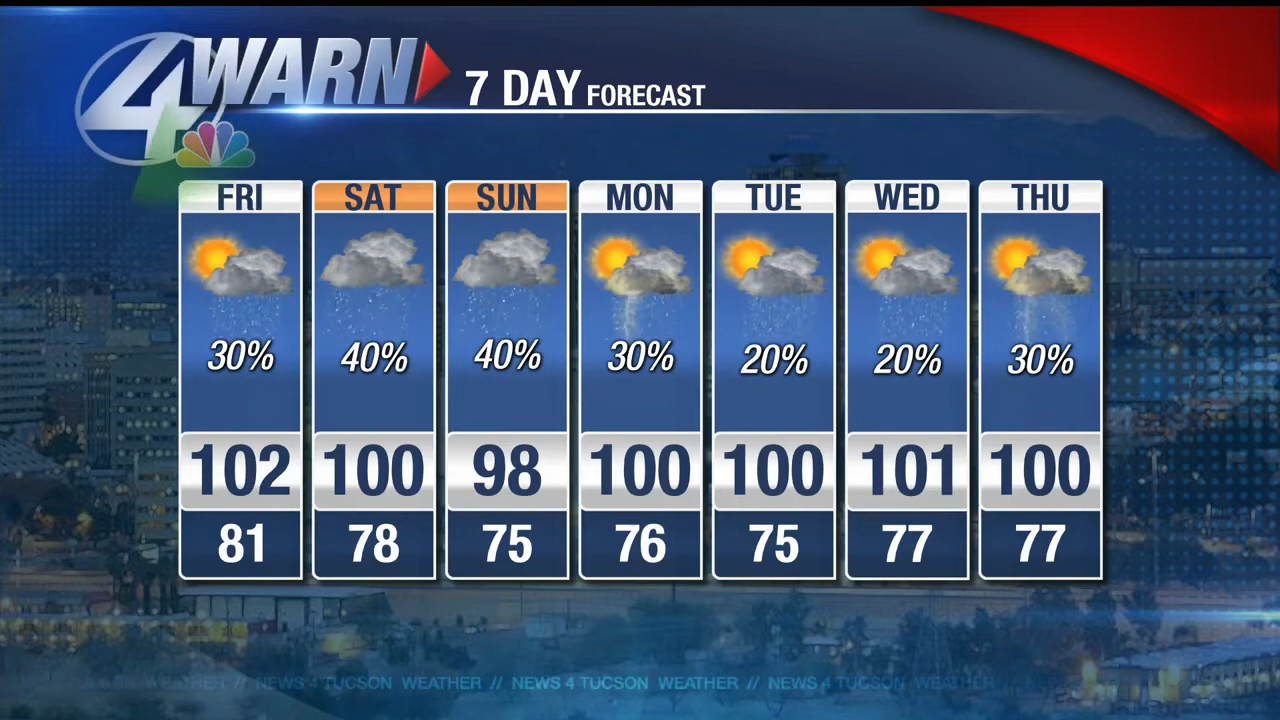 4WARN
7 DAY FORECAST
FRI SAT SUN MON TUE WED THU
30% 40% 40% 30% 20% 20% 30%
102 100 98 100 100 101 100
81 78 75 76 75 77 77
WEATHER // NEWS 4 TUCSON WEATHER // NEWS 4 TUCSON WEATHER // NEWS 4 TUCSON WEATHER